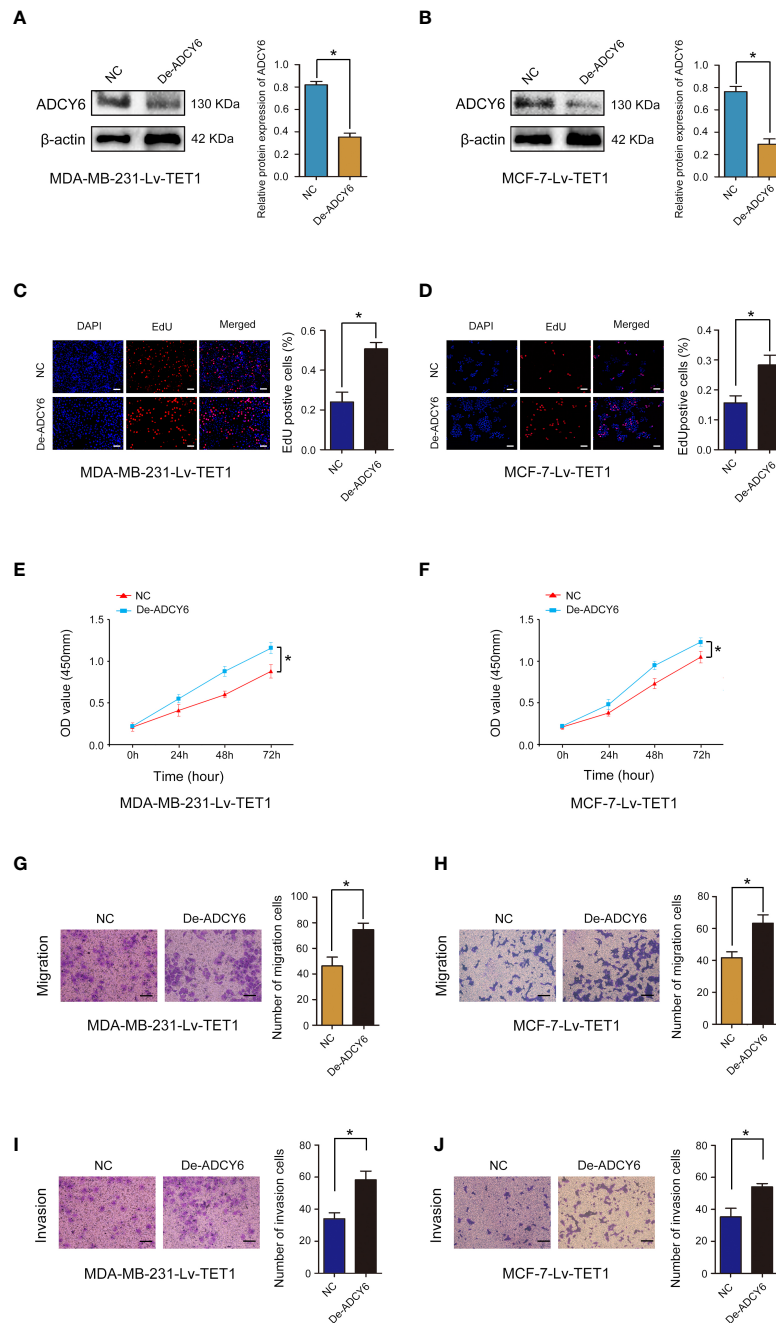 A
NC
De-ADCY6
ADCY6
130 KDa
β-actin
42 KDa
MDA-MB-231-Lv-TET1
Relative protein expression of ADCY6
1.0
0.8
0.6
0.4
0.2
0.0
*
NC
De-ADCY6
B
NC
De-ADCY6
ADCY6
130 KDa
β-actin
42 KDa
MCF-7-Lv-TET1
Relative protein expression of ADCY6
1.0
0.8
0.6
0.4
0.2
0.0
*
NC
De-ADCY6
C
DAPI
EdU
Merged
NC
De-ADCY6
MDA-MB-231-Lv-TET1
EdU postive cells (%)
0.6
0.4
0.2
0.0
*
NC
De-ADCY6
D
DAPI
EdU
Merged
NC
De-ADCY6
MCF-7-Lv-TET1
EdUpostive cells (%)
0.4
0.3
0.2
0.1
0.0
*
NC
De-ADCY6
E
NC
De-ADCY6
OD value (450mm)
1.5
1.0
0.5
0.0
*
0h
24h
48h
72h
Time (hour)
MDA-MB-231-Lv-TET1
F
NC
De-ADCY6
OD value (450mm)
1.5
1.0
0.5
0.0
*
0h
24h
48h
72h
Time (hour)
MCF-7-Lv-TET1
G
NC
De-ADCY6
Migration
MDA-MB-231-Lv-TET1
Number of migration cells
100
80
60
40
20
0
*
NC
De-ADCY6
H
NC
De-ADCY6
Migration
MCF-7-Lv-TET1
Number of migration cells
80
60
40
20
0
*
NC
De-ADCY6
I
NC
De-ADCY6
Invasion
MDA-MB-231-Lv-TET1
Number of invasion cells
80
60
40
20
0
*
NC
De-ADCY6
J
NC
De-ADCY6
Invasion
MCF-7-Lv-TET1
Number of invasion cells
80
60
40
20
0
*
NC
De-ADCY6